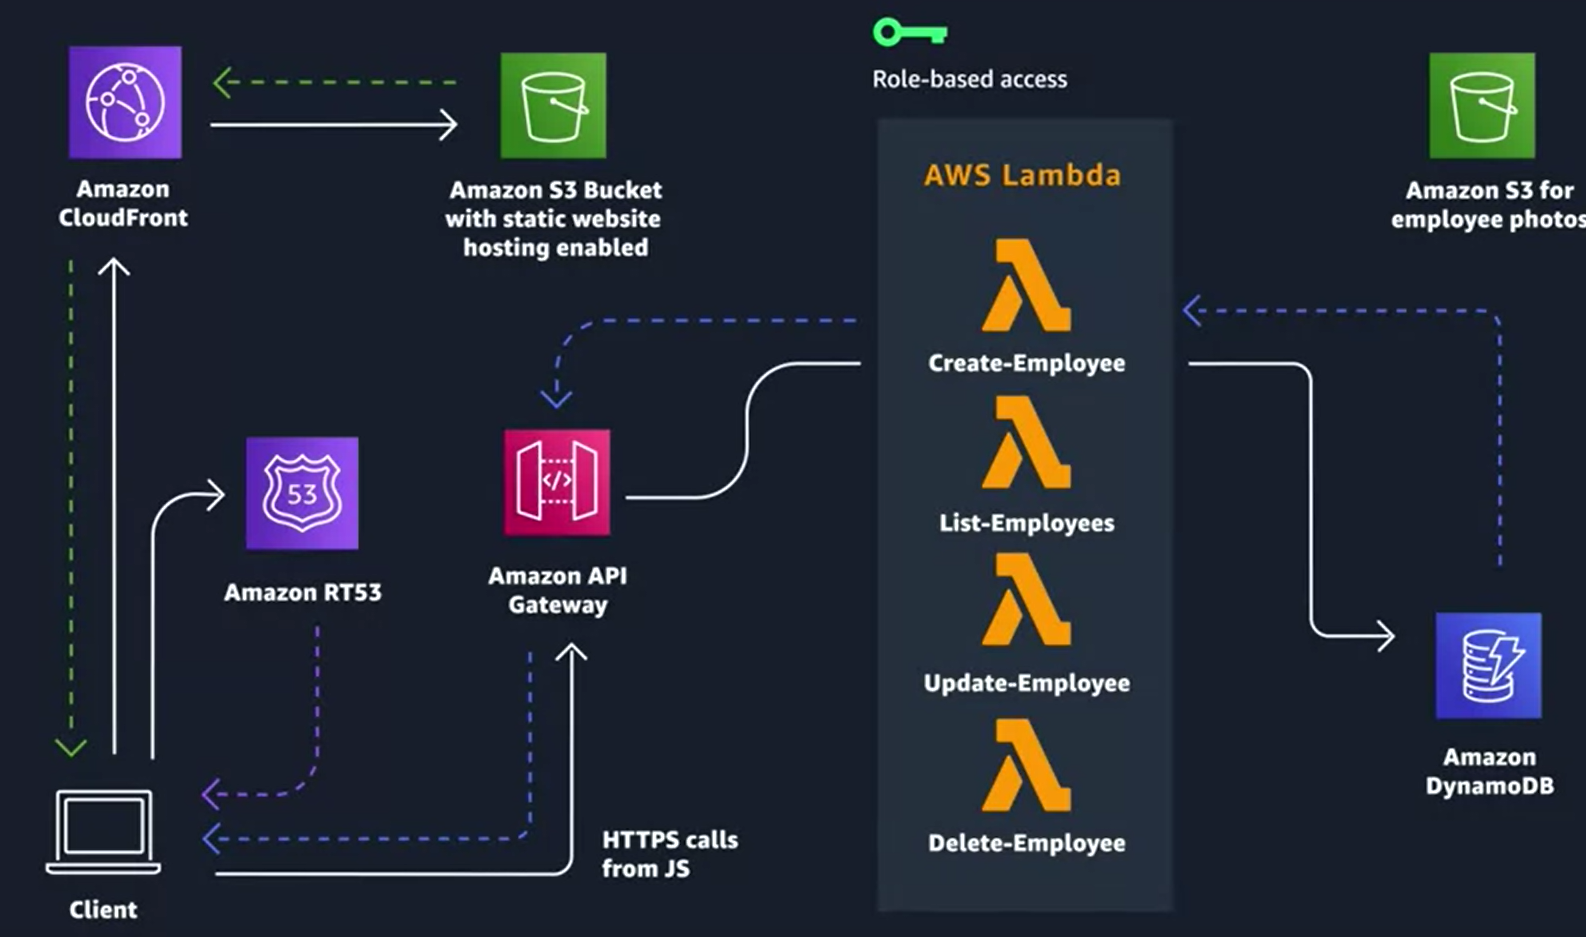 Role-based access
Amazon
CloudFront
Amazon S3 Bucket
with static website
hosting enabled
AWS Lambda
Amazon S3 for
employee photos
Create-Employee
53
</>
List-Employees
Amazon RT53
Amazon API
Gateway
Update-Employee
Amazon
DynamoDB
HTTPS calls
from JS
Delete-Employee
Client